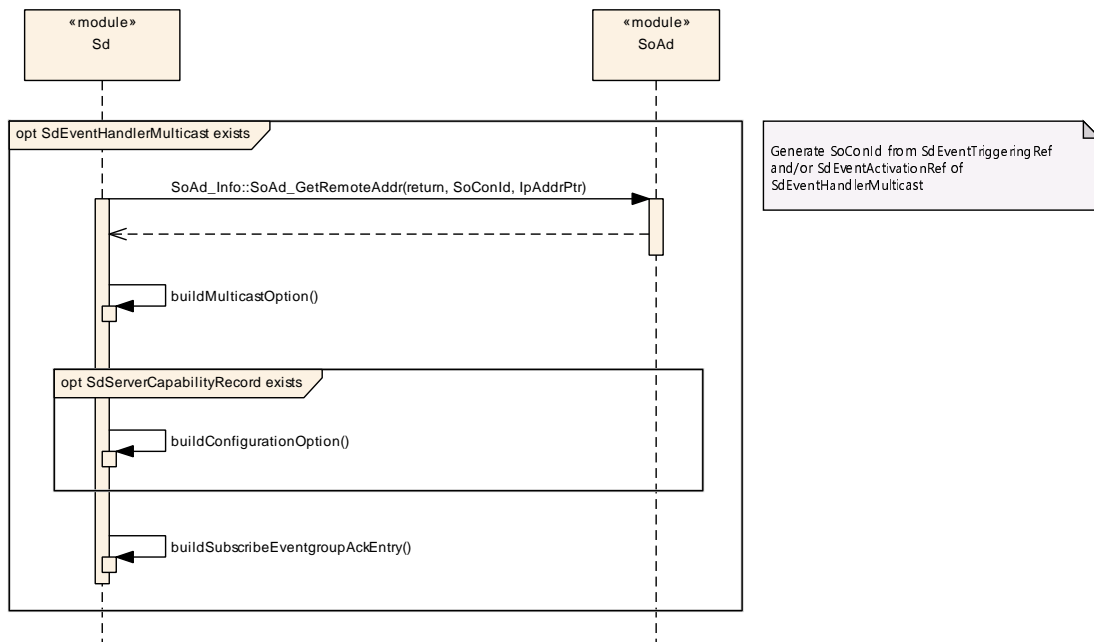 «module»
Sd
«module»
SoAd
opt SdEventHandlerMulticast exists
Generate SoConId from SdEventTriggeringRef
and/or SdEventActivationRef of
SdEventHandlerMulticast
SoAd_Info::SoAd_GetRemoteAddr(return, SoConId, IpAddrPtr)
buildMulticastOption()
opt SdServerCapabilityRecord exists
buildConfigurationOption()
buildSubscribeEventgroupAckEntry()